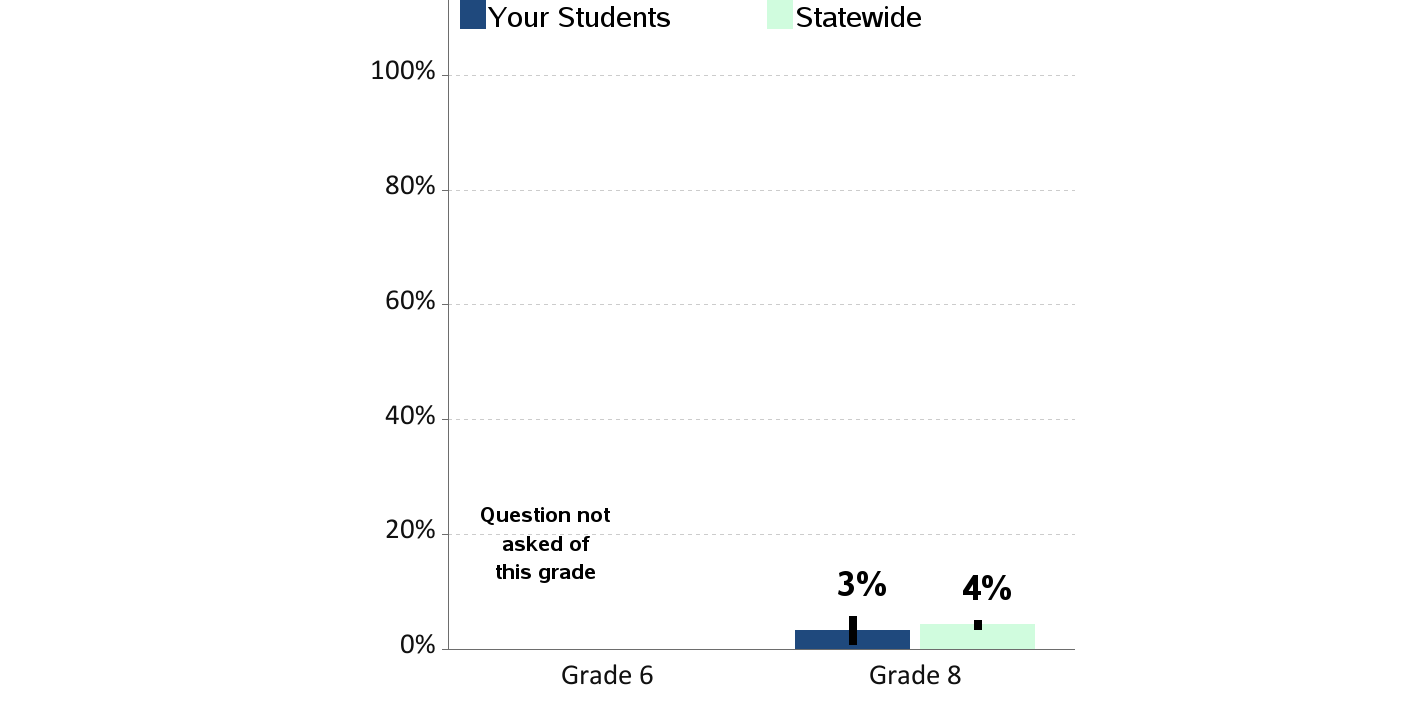 Your Students Statewide
100%
80%
60%
40%
20%
0%
Question not
asked of
this grade
3% 4%
Grade 6 Grade 8